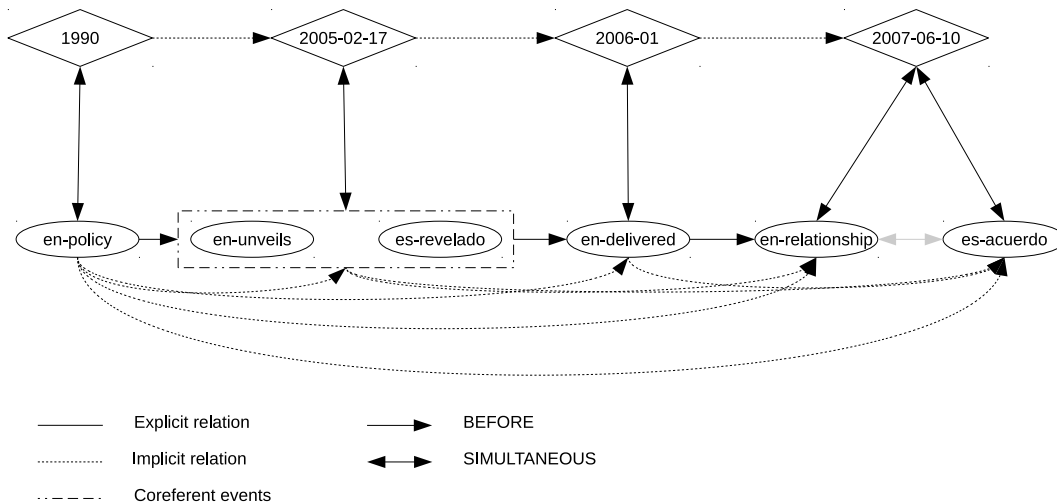 1990
2005-02-17
2006-01
2007-06-10
en-policy
en-unveils
es-revelado
en-delivered
en-relationship
es-acuerdo
Explicit relation
BEFORE
Implicit relation
SIMULTANEOUS
Coreferent events